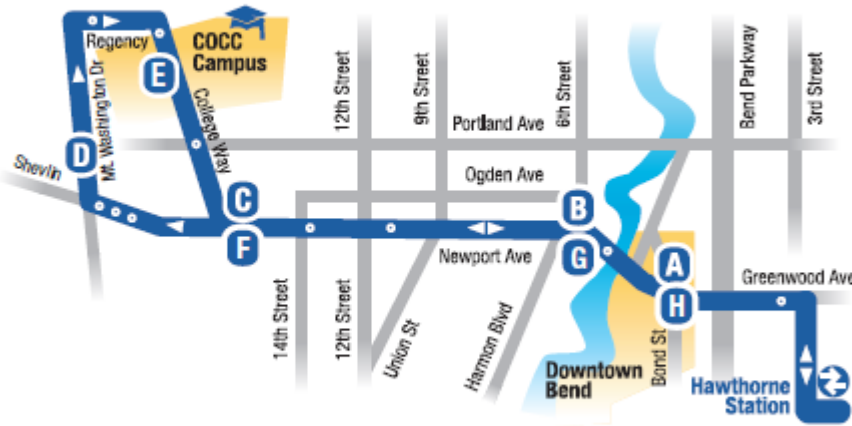 Regency
COCC
Campus
E
College Way
Mt. Washington Dr
D
Shevlin
12th Street
9th Street
6th Street
Bend Parkway
3rd Street
Portland Ave
Ogden Ave
C
F
B
G
Newport Ave
A
H
Greenwood Ave
14th Street
12th Street
Union St
Harmon Blvd
Bond St
Downtown
Bend
Hawthorne
Station